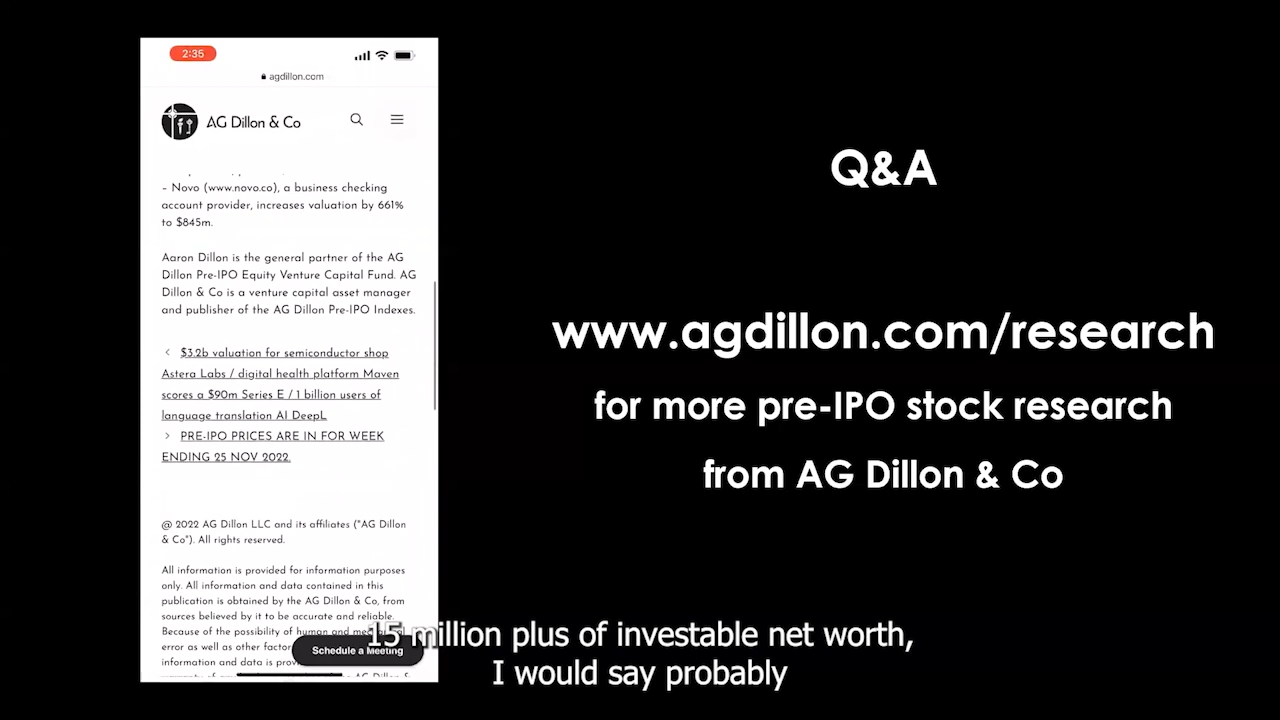 2:35
agdillon.com
AG Dillon & Co
– Novo (www.novo.co), a business checking
account provider, increases valuation by 661%
to $845m.
Aaron Dillon is the general partner of the AG
Dillon Pre-IPO Equity Venture Capital Fund. AG
Dillon & Co is a venture capital asset manager
and publisher of the AG Dillon Pre-IPO Indexes.
< $3.2b valuation for semiconductor shop
Astera Labs / digital health platform Maven
scores a $90m Series E / 1 billion users of
language translation AI DeepL
> PRE-IPO PRICES ARE IN FOR WEEK
ENDING 25 NOV 2022.
@ 2022 AG Dillon LLC and its affiliates ("AG Dillon
& Co"). All rights reserved.
All information is provided for information purposes
only. All information and data contained in this
publication is obtained by the AG Dillon & Co, from
sources believed by it to be accurate and reliable.
Because of the possibility of human and
error as well as other factor
information and data is
Schedule a Meeting
Q&A
www.agdillon.com/research
for more pre-IPO stock research
from AG Dillon & Co
15 million plus of investable net worth,
I would say probably